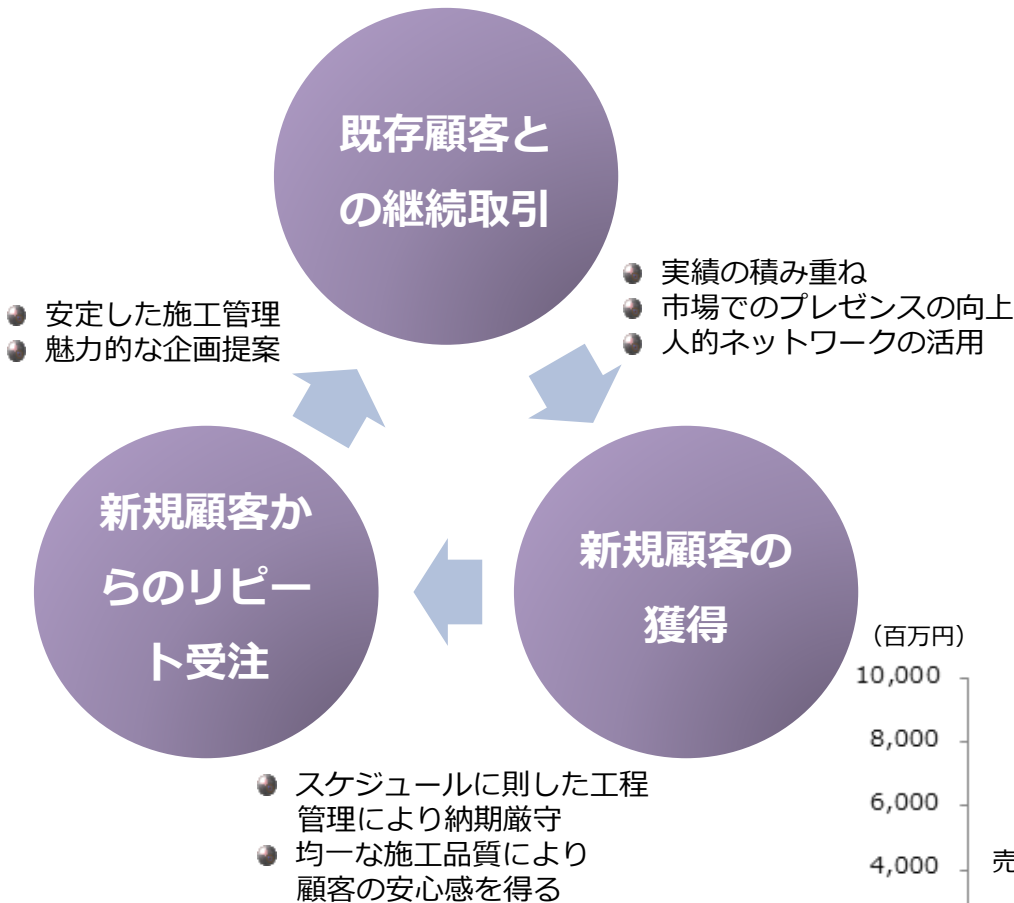 既存顧客と
の継続取引
実績の積み重ね
市場でのプレゼンスの向上
人的ネットワークの活用
安定した施工管理
魅力的な企画提案
新規顧客か
らのリピー
ト受注
新規顧客の
獲得
スケジュールに則した工程
管理により納期厳守
均一な施工品質により
顧客の安心感を得る
（百万円）
10,000
8,000
6,000
4,000
売